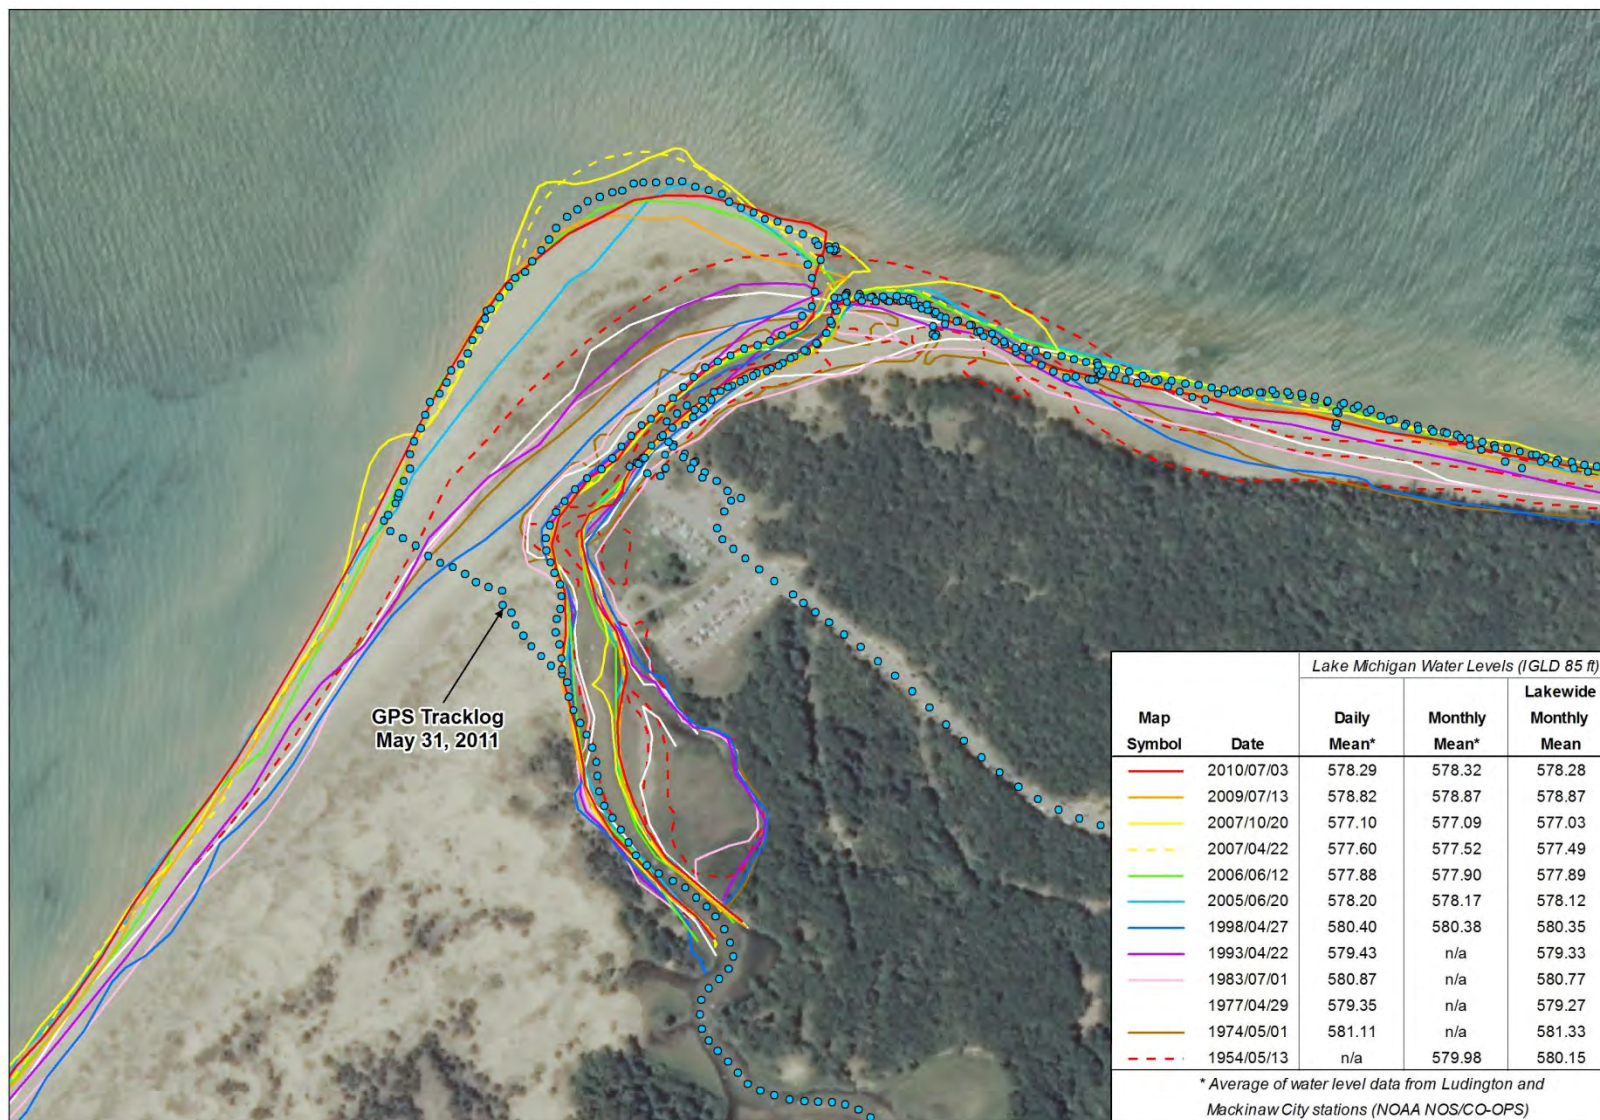 GPS Tracklog
May 31, 2011
Lake Michigan Water Levels (IGLD 85 ft)
Lakewide
Map Daily Monthly Monthly
Symbol Date Mean* Mean* Mean
2010/07/03 578.29 578.32 578.28
2009/07/13 578.82 578.87 578.87
2007/10/20 577.10 577.09 577.03
2007/04/22 577.60 577.52 577.49
2006/06/12 577.88 577.90 577.89
2005/06/20 578.20 578.17 578.12
1998/04/27 580.40 580.38 580.35
1993/04/22 579.43 n/a 579.33
1983/07/01 580.87 n/a 580.77
1977/04/29 579.35 n/a 579.27
1974/05/01 581.11 n/a 581.33
1954/05/13 n/a 579.98 580.15
* Average of water level data from Ludington and
Mackinaw City stations (NOAA NOS/CO-OPS)